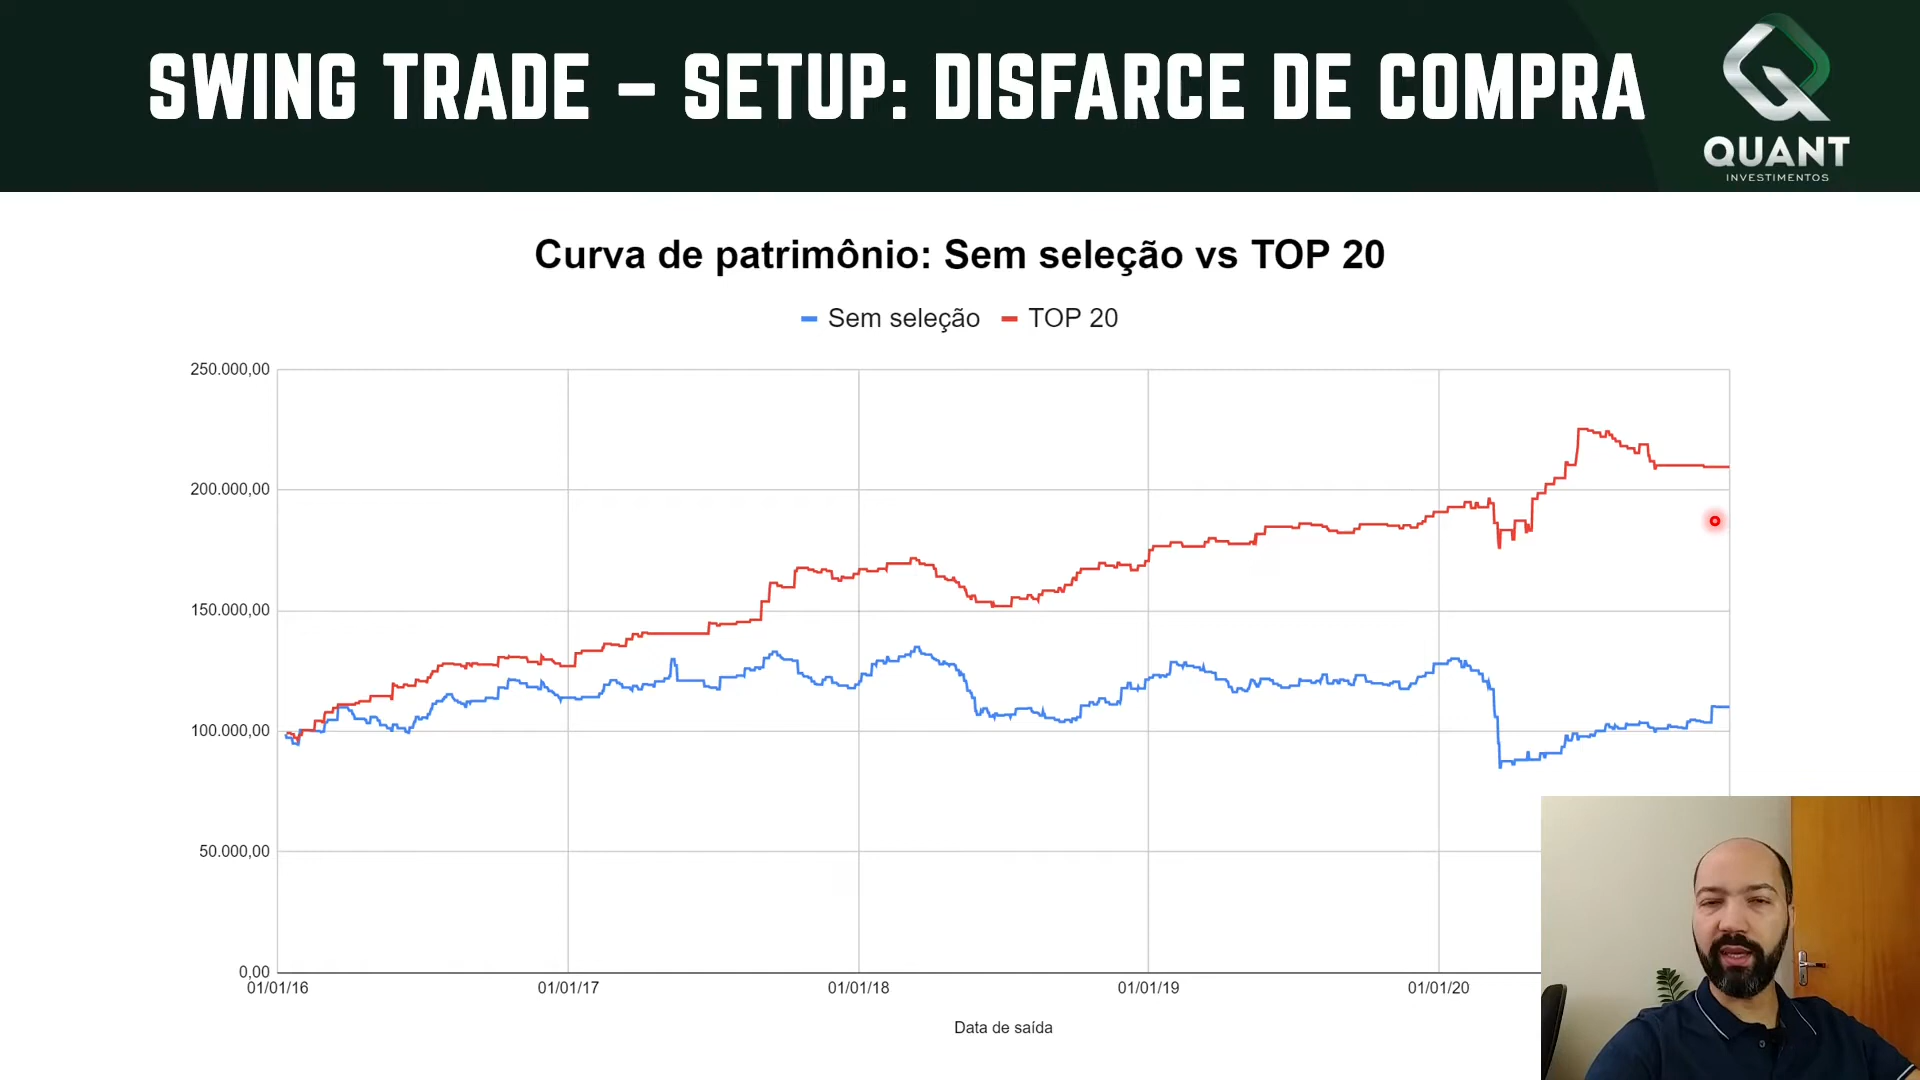 SWING TRADE – SETUP: DISFARCE DE COMPRA
QUANT
INVESTIMENTOS
Curva de patrimônio: Sem seleção vs TOP 20
Sem seleção TOP 20
250.000,00
200.000,00
150.000,00
100.000,00
50.000,00
0,00
01/01/16 01/01/17 01/01/18 01/01/19 01/01/20
Data de saída